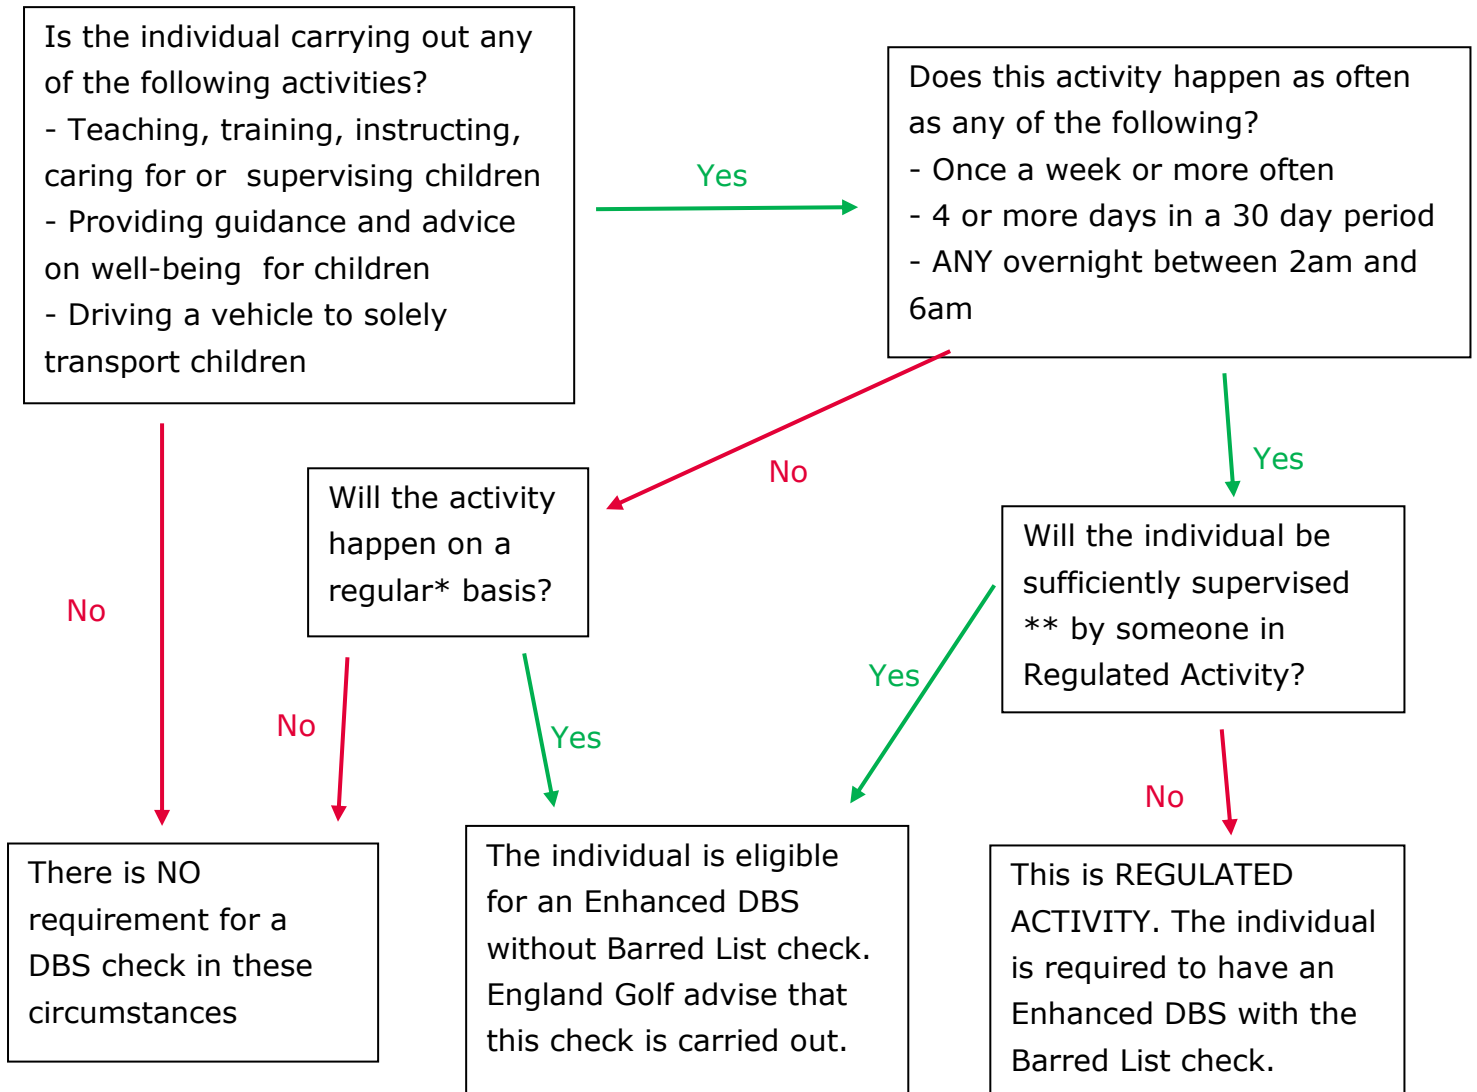 Is the individual carrying out any
of the following activities?
- Teaching, training, instructing,
caring for or  supervising children
- Providing guidance and advice
on well-being  for children
- Driving a vehicle to solely
transport children
Yes
Does this activity happen as often
as any of the following?
- Once a week or more often
- 4 or more days in a 30 day period
- ANY overnight between 2am and
6am
No
No
Yes
Will the activity
happen on a
regular* basis?
Will the individual be
sufficiently supervised
** by someone in
Regulated Activity?
No
Yes
Yes
No
There is NO
requirement for a
DBS check in these
circumstances
The individual is eligible
for an Enhanced DBS
without Barred List check.
England Golf advise that
this check is carried out.
This is REGULATED
ACTIVITY. The individual
is required to have an
Enhanced DBS with the
Barred List check.